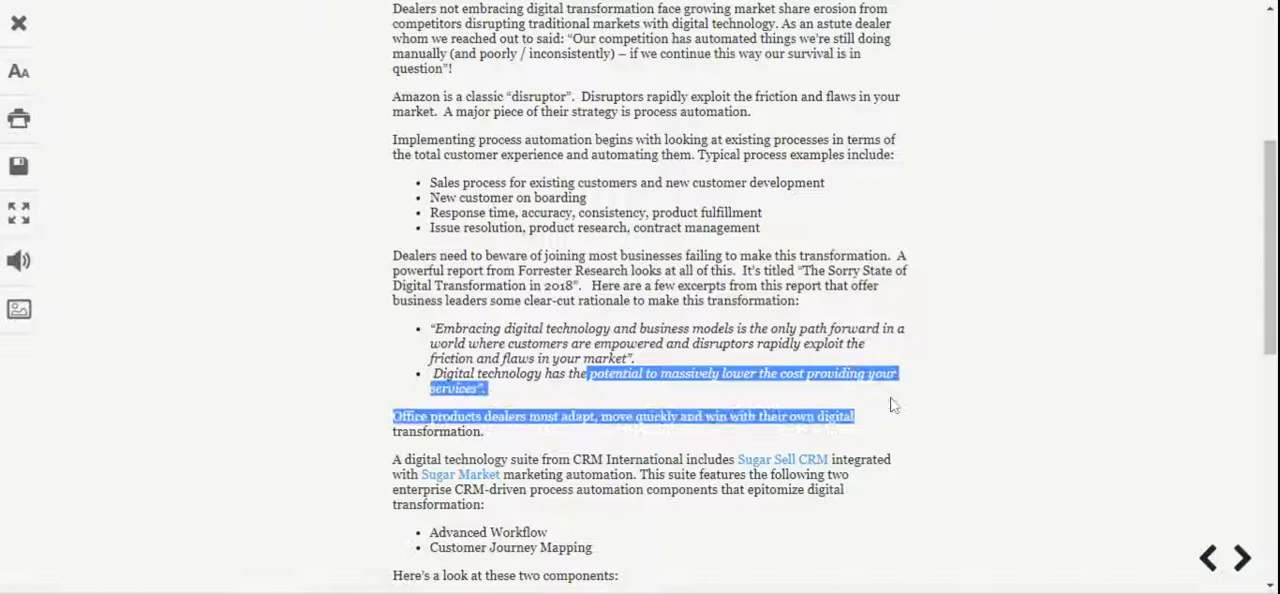 Dealers not embracing digital transformation face growing market share erosion from
competitors disrupting traditional markets with digital technology. As an astute dealer
whom we reached out to said: “Our competition has automated things we're still doing
manually (and poorly / inconsistently) – if we continue this way our survival is in
question”!
Amazon is a classic “disruptor”. Disruptors rapidly exploit the friction and flaws in your
market. A major piece of their strategy is process automation.
Implementing process automation begins with looking at existing processes in terms of
the total customer experience and automating them. Typical process examples include:
• Sales process for existing customers and new customer development
• New customer on boarding
• Response time, accuracy, consistency, product fulfillment
• Issue resolution, product research, contract management
Dealers need to beware of joining most businesses failing to make this transformation. A
powerful report from Forrester Research looks at all of this. It's titled “The Sorry State of
Digital Transformation in 2018”. Here are a few excerpts from this report that offer
business leaders some clear-cut rationale to make this transformation:
• “Embracing digital technology and business models is the only path forward in a
world where customers are empowered and disruptors rapidly exploit the
friction and flaws in your market”.
• Digital technology has the potential to massively lower the cost providing your
services”.
Office products dealers must adapt, move quickly and win with their own digital
transformation.
A digital technology suite from CRM International includes Sugar Sell CRM integrated
with Sugar Market marketing automation. This suite features the following two
enterprise CRM-driven process automation components that epitomize digital
transformation:
• Advanced Workflow
• Customer Journey Mapping
Here's a look at these two components:
AA